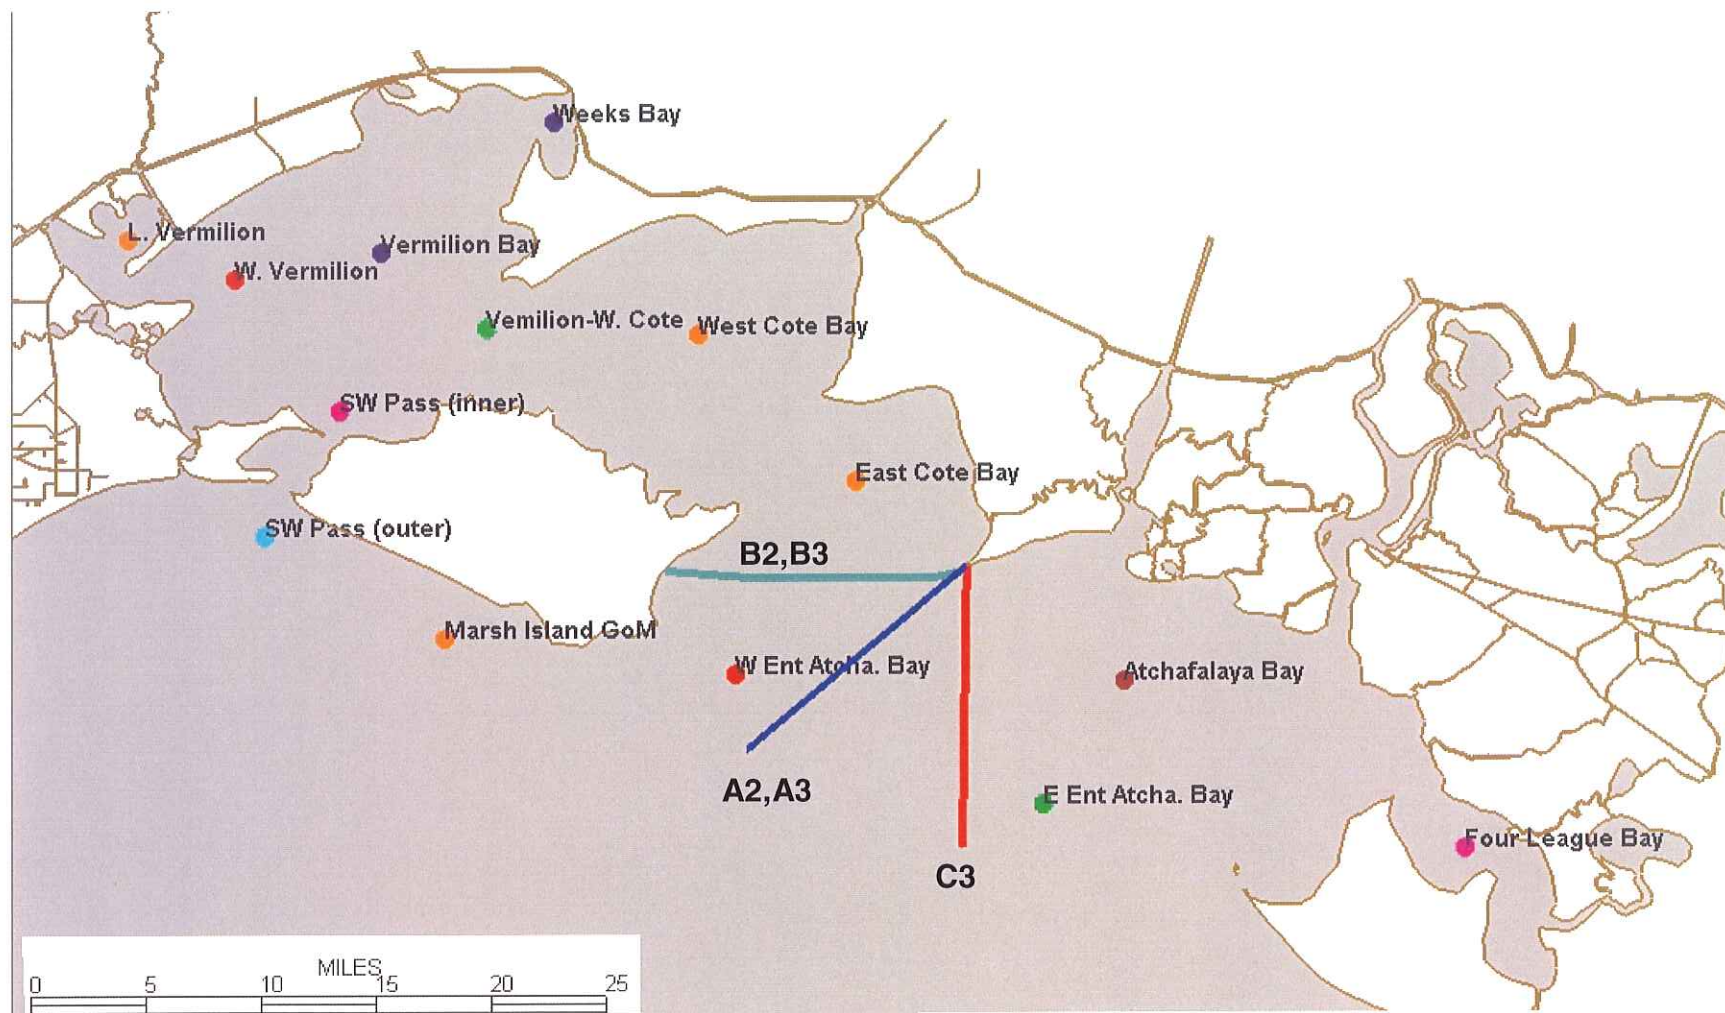 Weeks Bay
L. Vermilion
Vermilion Bay
W. Vermilion
Vemilion-W. Cote
West Cote Bay
SW Pass (inner)
East Cote Bay
SW Pass (outer)
B2,B3
Marsh Island GoM
W Ent Atcha. Bay
Atchafalaya Bay
A2,A3
E Ent Atcha. Bay
Four League Bay
C3
MILES
0 5 10 15 20 25